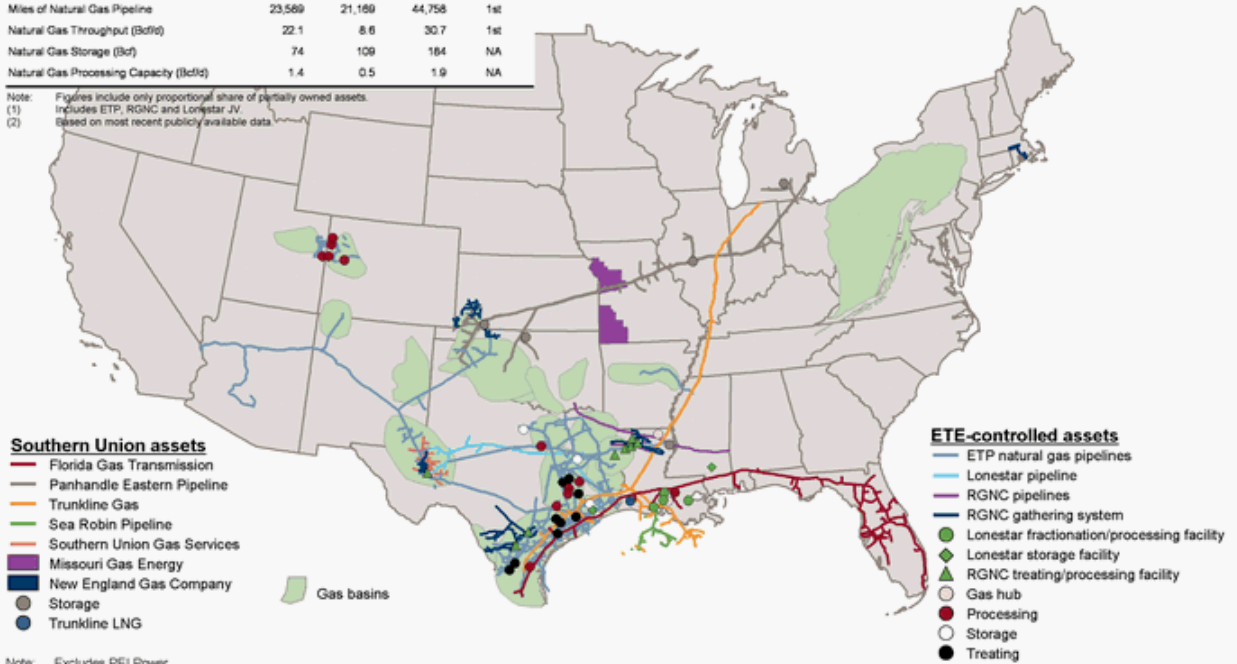 Miles of Natural Gas Pipeline 23,589 21,169 44,758 1st
Natural Gas Throughput (Bcf/d) 22.1 8.6 30.7 1st
Natural Gas Storage (Bcf) 74 109 184 NA
Natural Gas Processing Capacity (Bcf/d) 1.4 0.5 1.9 NA
Note: Figures include only proportional share of partially owned assets.
(1) Includes ETP, RGNC and Lonestar JV.
(2) Based on most recent publicly available data.
Southern Union assets
Florida Gas Transmission
Panhandle Eastern Pipeline
Trunkline Gas
Sea Robin Pipeline
Southern Union Gas Services
Missouri Gas Energy
New England Gas Company
Storage
Trunkline LNG
Gas basins
ETE-controlled assets
ETP natural gas pipelines
Lonestar pipeline
RGNC pipelines
RGNC gathering system
Lonestar fractionation/processing facility
Lonestar storage facility
RGNC treating/processing facility
Gas hub
Processing
Storage
Treating
Note: Excludes PEI Power